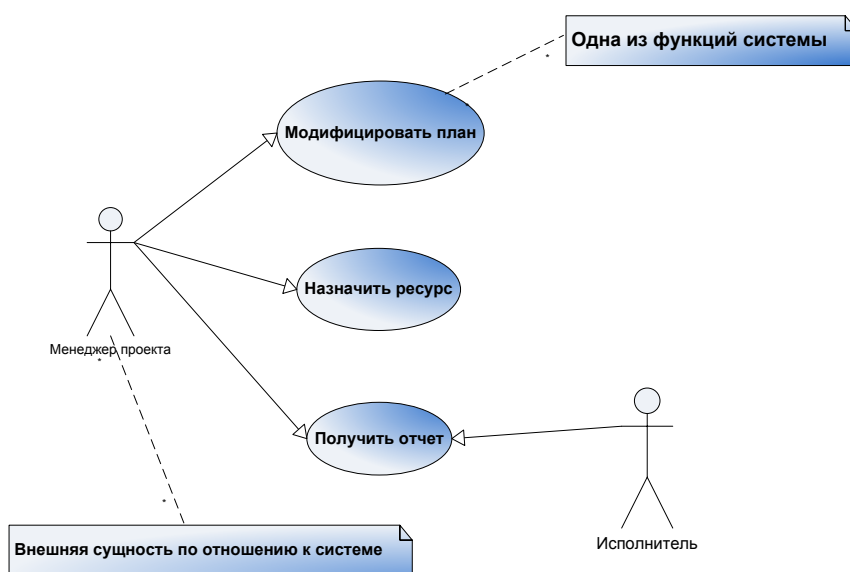 Одна из функций системы
*
*
Модифицировать план
Назначить ресурс
Менеджер проекта
*
Получить отчет
*
Исполнитель
Внешняя сущность по отношению к системе